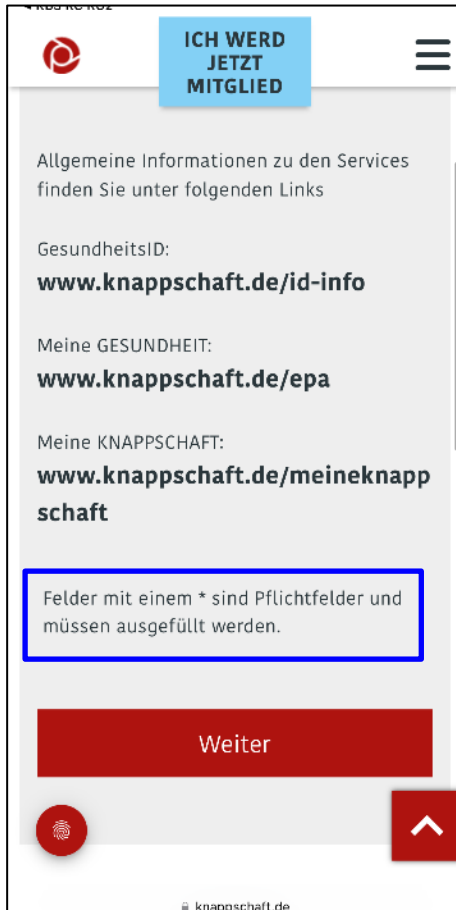 ICH WERD
JETZT
MITGLIED
Allgemeine Informationen zu den Services
finden Sie unter folgenden Links
GesundheitsID:
www.knappschaft.de/id-info
Meine GESUNDHEIT:
www.knappschaft.de/epa
Meine KNAPPSCHAFT:
www.knappschaft.de/meineknapp
schaft
Felder mit einem * sind Pflichtfelder und
müssen ausgefüllt werden.
Weiter
knappschaft.de